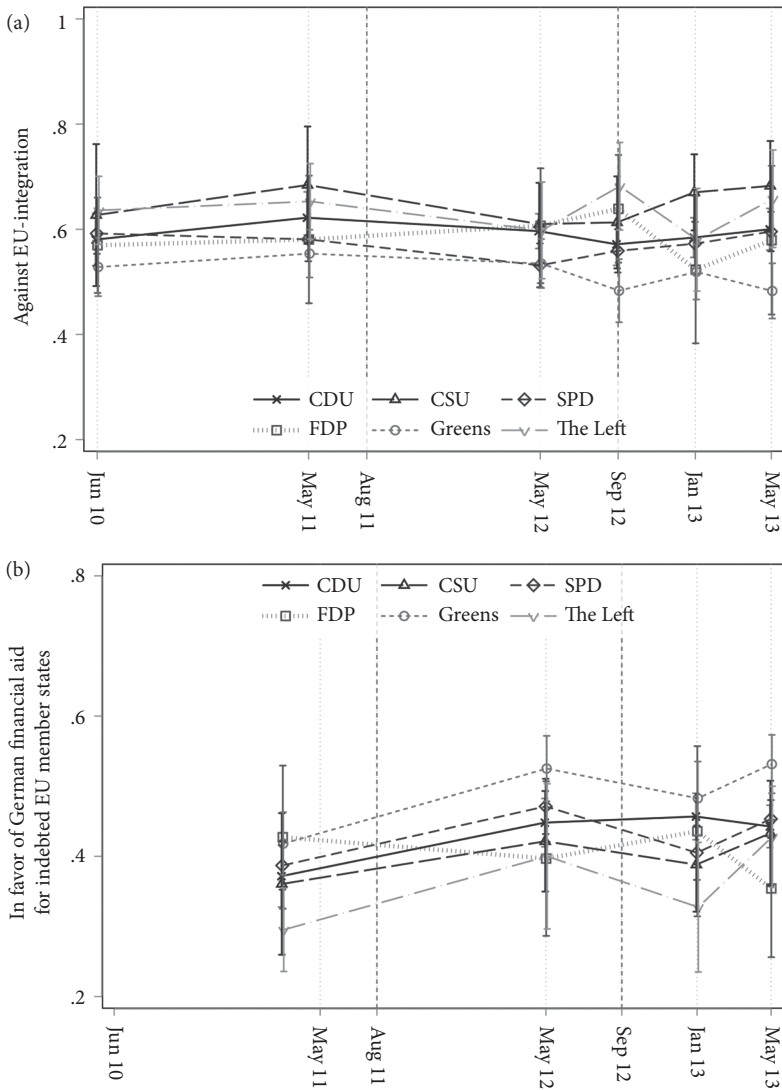 (a)
1
.8
.6
.4
.2
Against EU-integration
CDU CSU SPD
FDP Greens The Left
Jun 10
May 11
Aug 11
May 12
Sep 12
Jan 13
May 13
(b)
.8
.6
.4
.2
In favor of German financial aid
for indebted EU member states
CDU CSU SPD
FDP Greens The Left
Jun 10
May 11
Aug 11
May 12
Sep 12
Jan 13
May 13